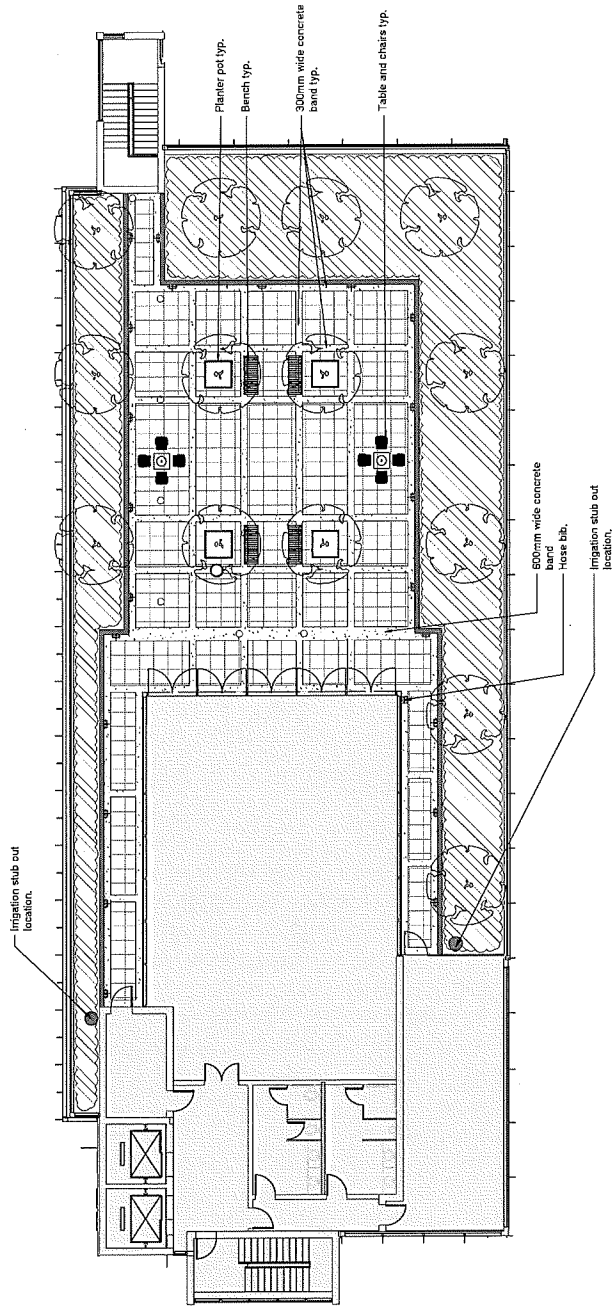 Planter pot typ.
Bench typ.
300mm wide concrete
band typ.
Table and chairs typ.
600mm wide concrete
band
Hose bib.
Irrigation stub out
location.
Irrigation stub out
location.